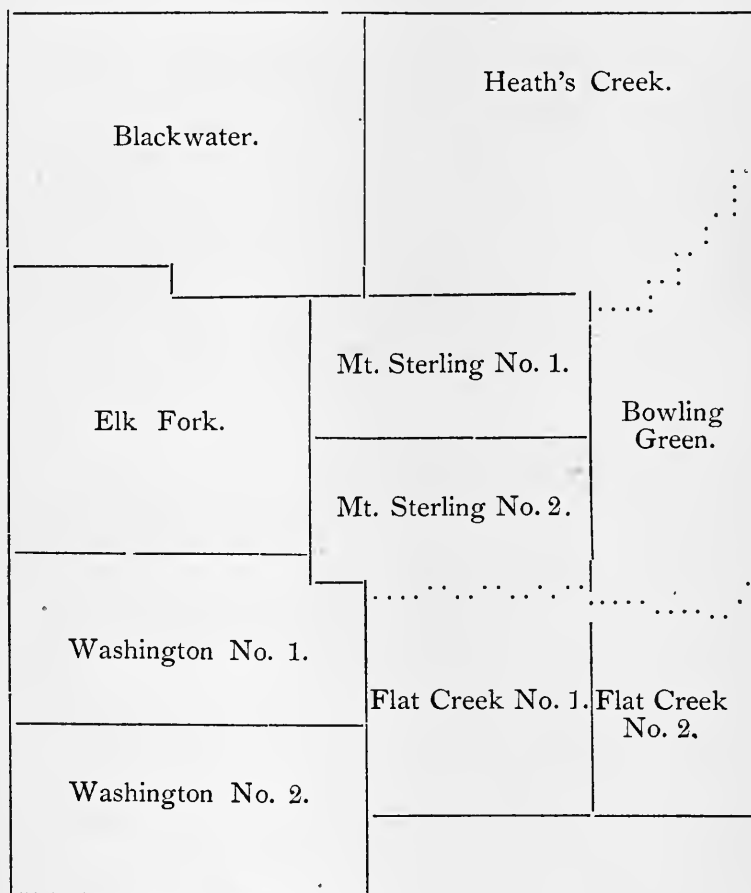 Heath's Creek.
Blackwater.
Mt. Sterling No. 1.
Elk Fork.
Bowling
Green.
Mt. Sterling No. 2.
Washington No. 1.
Flat Creek No. 1.
Flat Creek
No. 2.
Washington No. 2.